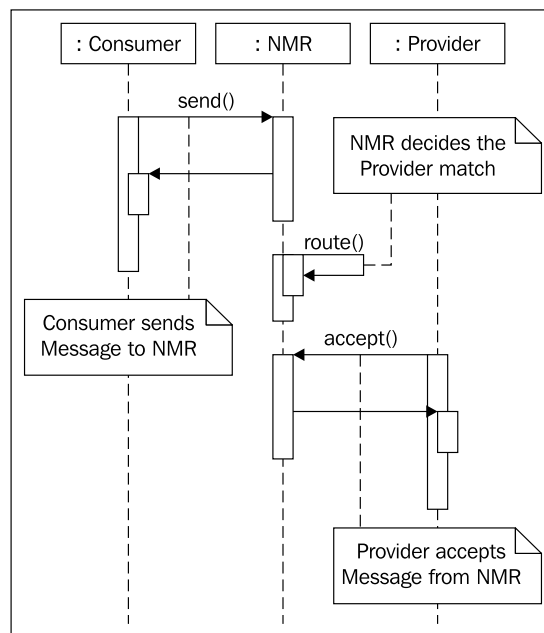 : Consumer
: NMR
: Provider
send()
NMR decides the
Provider match
route()
Consumer sends
Message to NMR
accept()
Provider accepts
Message from NMR